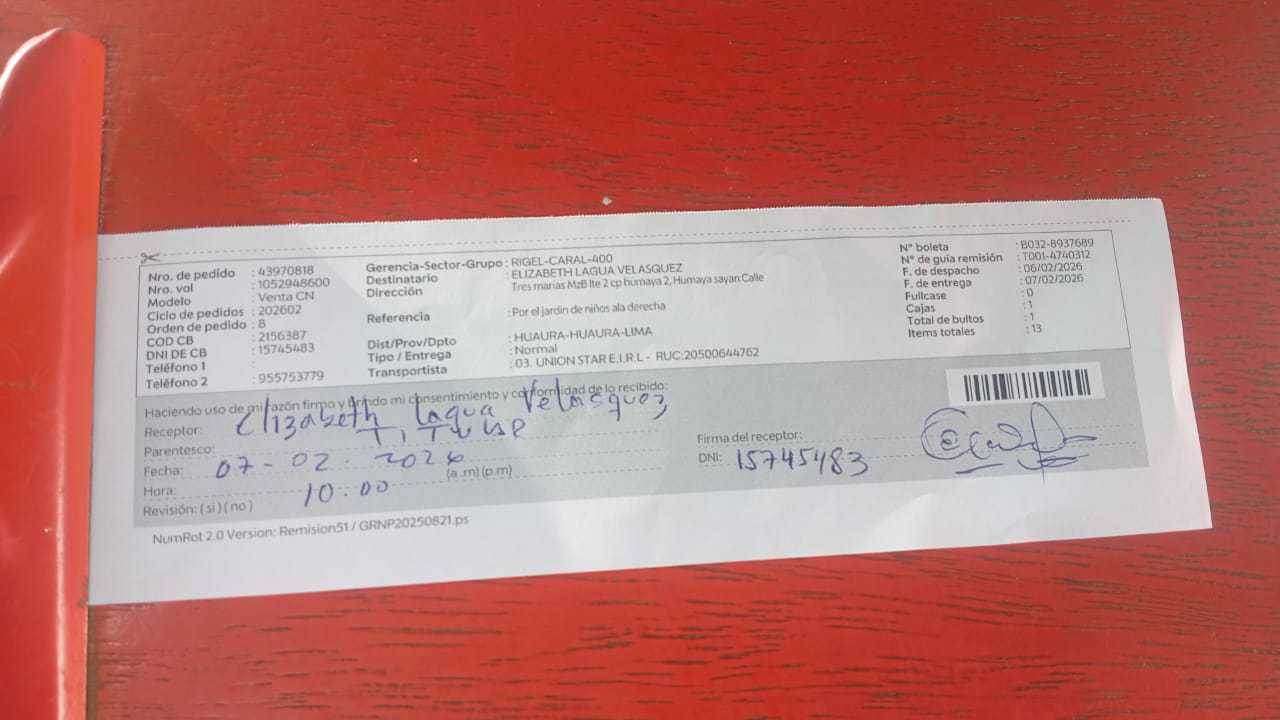 Nro. de pedido : 43970818
Nro. vol : 1052948600
Modelo : Venta CN
Ciclo de pedidos : 202602
Orden de pedido : 8
COD CB : 2156387
DNI DE CB : 15745483
Teléfono 1 :
Teléfono 2 : 955753779
Gerencia-Sector-Grupo : RIGEL-CARAL-400
Destinatario : ELIZABETH LAGUA VELASQUEZ
Dirección Tres marias MzB lte 2 cp humaya 2, Humaya sayan Calle
Referencia : Por el jardin de niños ala derecha
Dist/Prov/Dpto : HUAURA-HUAURA-LIMA
Tipo / Entrega : Normal
Transportista : 03. UNION STAR E.I.R.L - RUC:20500644762
N° boleta : B032-8937689
N° de guía remisión : T001-4740312
F. de despacho : 06/02/2026
F. de entrega : 07/02/2026
Fullcase : 0
Cajas : 1
Total de bultos : 1
Items totales : 13
Haciendo uso de mi razón firmo y brindo mi consentimiento y conformidad de lo recibido:
Receptor: Elizabeth Lagua Velasquez
Parentesco:
Fecha: 07-02-2026
Hora: 10:00 (a .m) (p.m)
Revisión: ( si ) ( no )
Firma del receptor:
DNI: 15745483
NumRot 2.0 Version: Remision51 / GRNP20250821.ps